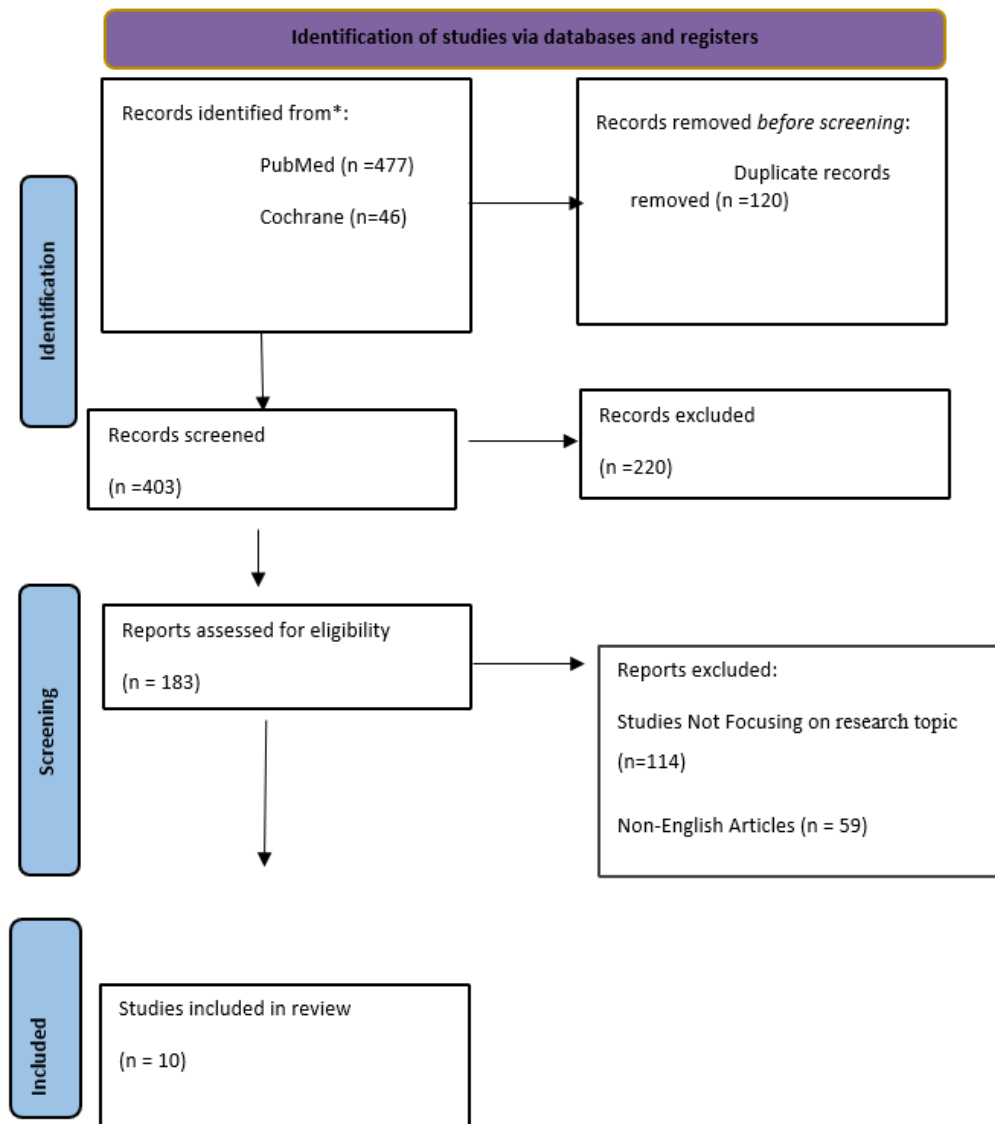 Identification of studies via databases and registers
Records identified from*:
PubMed (n =477)
Cochrane (n=46)
Records removed before screening:
Duplicate records
removed (n =120)
Identification
Records screened
(n =403)
Records excluded
(n =220)
Screening
Reports assessed for eligibility
(n = 183)
Reports excluded:
Studies Not Focusing on research topic
(n=114)
Non-English Articles (n = 59)
Included
Studies included in review
(n = 10)